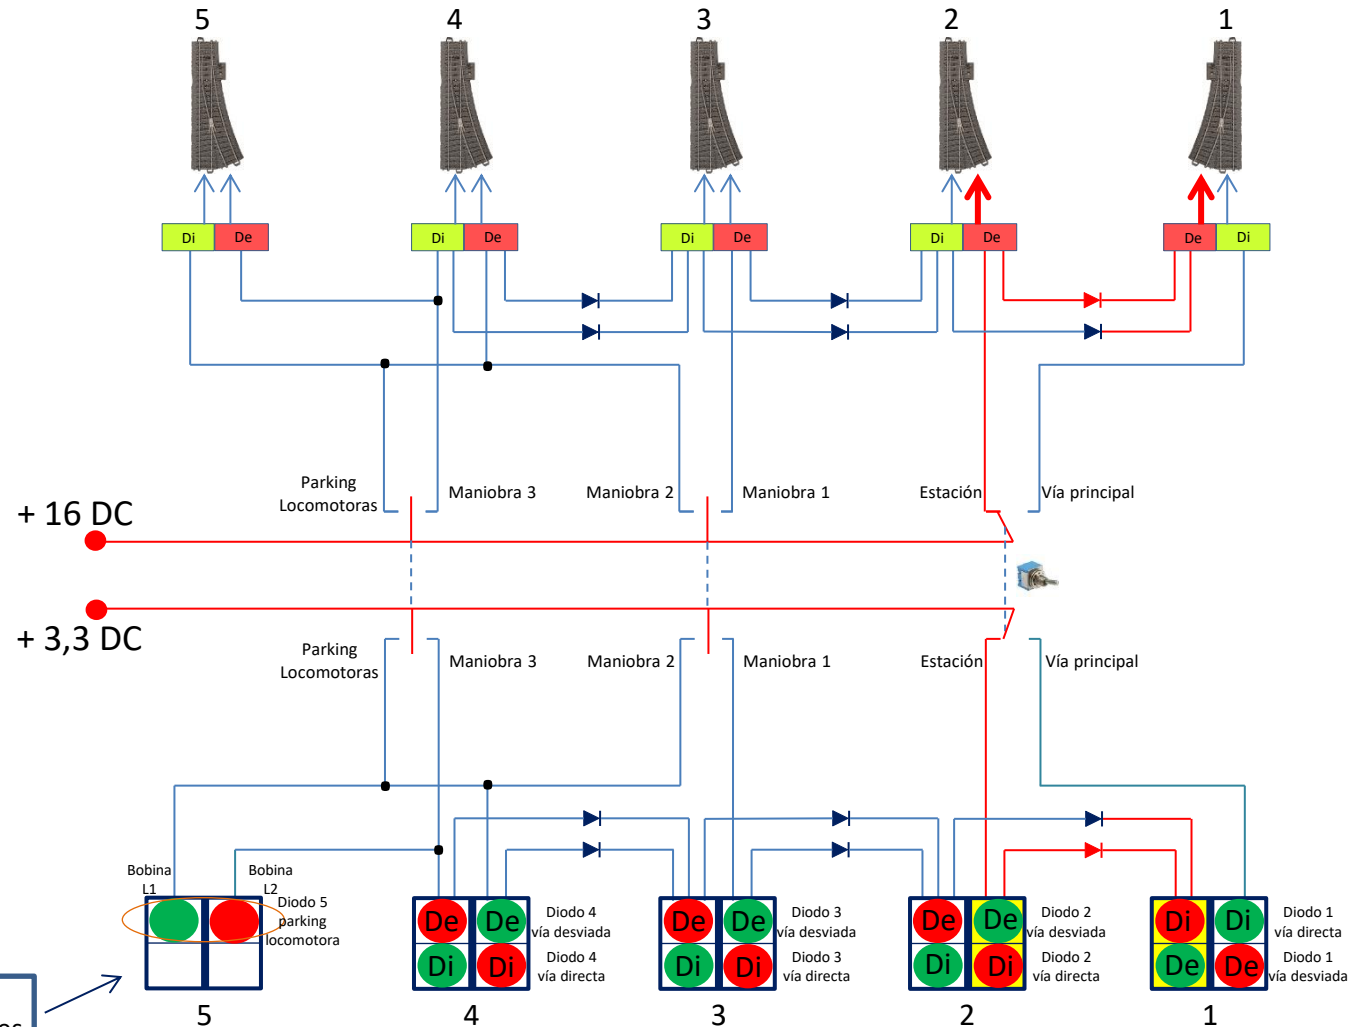 5 4 3 2 1
Di De Di De Di De Di De De Di
Parking
Locomotoras
Maniobra 3
Maniobra 2
Maniobra 1
Estación
Vía principal
+ 16 DC
+ 3,3 DC
Parking
Locomotoras
Maniobra 3
Maniobra 2
Maniobra 1
Estación
Vía principal
Bobina
L1
Bobina
L2
Diodo 5
parking
locomotora
De De
Diodo 4
vía desviada
Di Di
Diodo 4
vía directa
De De
Diodo 3
vía desviada
Di Di
Diodo 3
vía directa
De De
Diodo 2
vía desviada
Di Di
Diodo 2
vía directa
Di Di
Diodo 1
vía directa
De De
Diodo 1
vía desviada
5 4 3 2 1